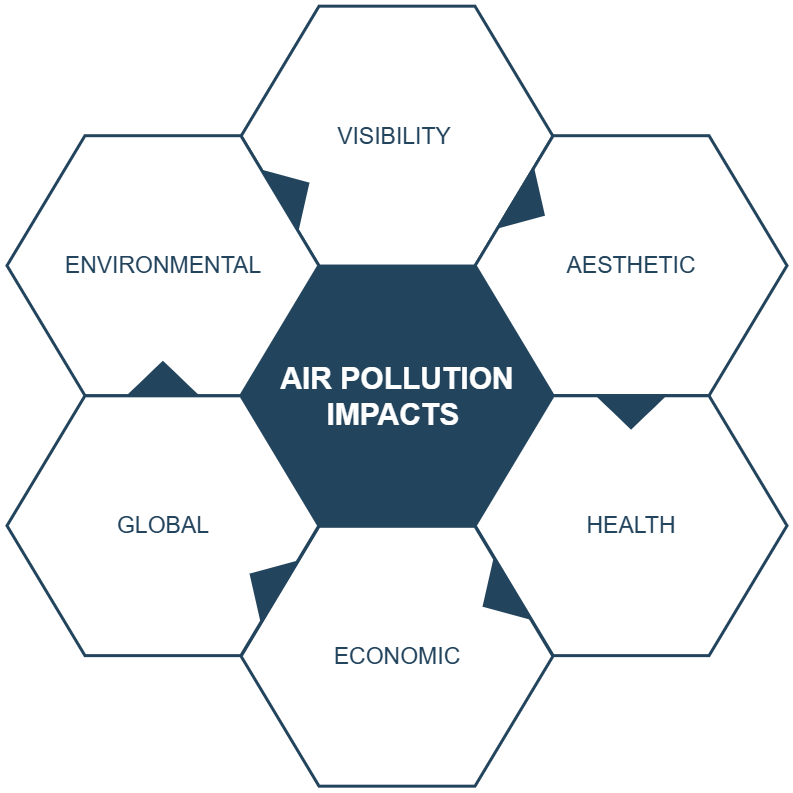 VISIBILITY
ENVIRONMENTAL
AESTHETIC
AIR POLLUTION
IMPACTS
GLOBAL
HEALTH
ECONOMIC